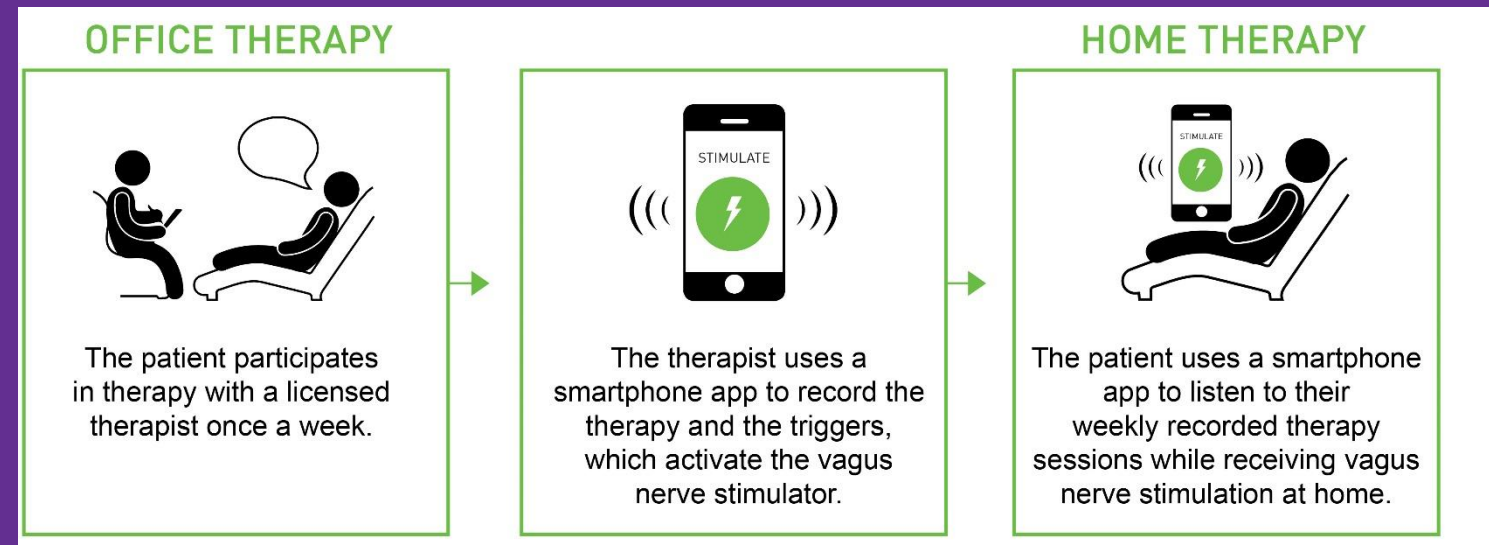 OFFICE THERAPY
The patient participates
in therapy with a licensed
therapist once a week.
STIMULATE
The therapist uses a
smartphone app to record the
therapy and the triggers,
which activate the vagus
nerve stimulator.
HOME THERAPY
STIMULATE
The patient uses a smartphone
app to listen to their
weekly recorded therapy
sessions while receiving vagus
nerve stimulation at home.